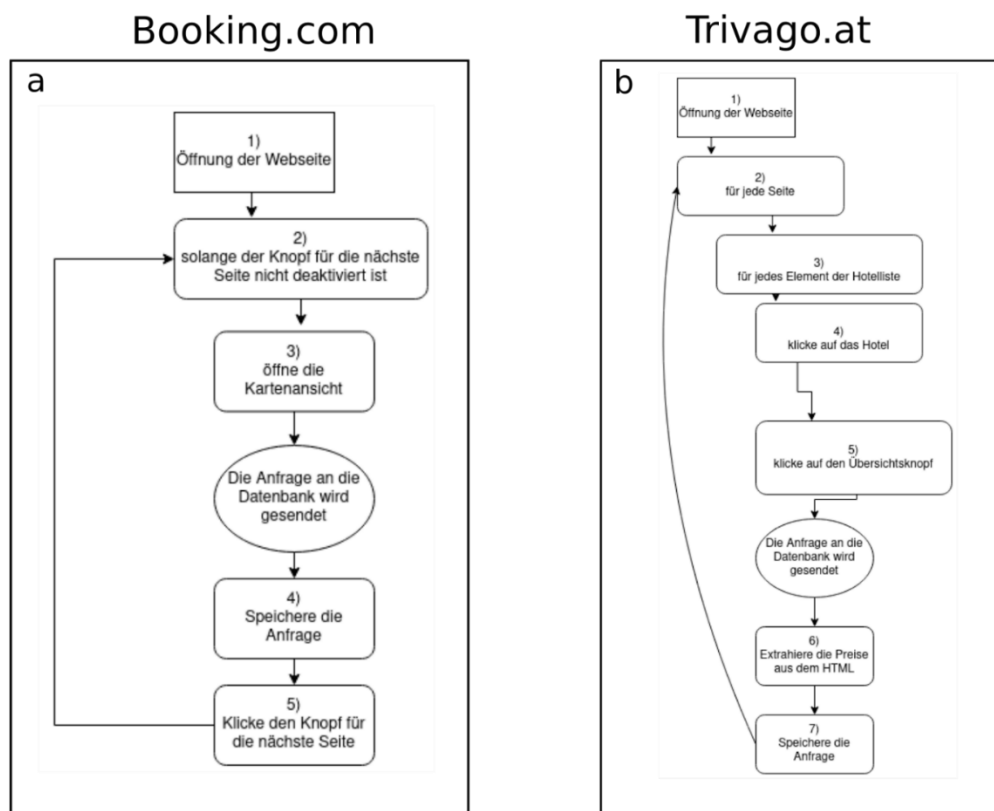 Booking.com
a
1)
Öffnung der Webseite
2)
solange der Knopf für die nächste
Seite nicht deaktiviert ist
3)
öffne die
Kartenansicht
Die Anfrage an die
Datenbank wird
gesendet
4)
Speichere die
Anfrage
5)
Klicke den Knopf für
die nächste Seite
Trivago.at
b
1)
Öffnung der Webseite
2)
für jede Seite
3)
für jedes Element der Hotelliste
4)
klicke auf das Hotel
5)
klicke auf den Übersichtsknopf
Die Anfrage an die
Datenbank wird
gesendet
6)
Extrahiere die Preise
aus dem HTML
7)
Speichere die
Anfrage